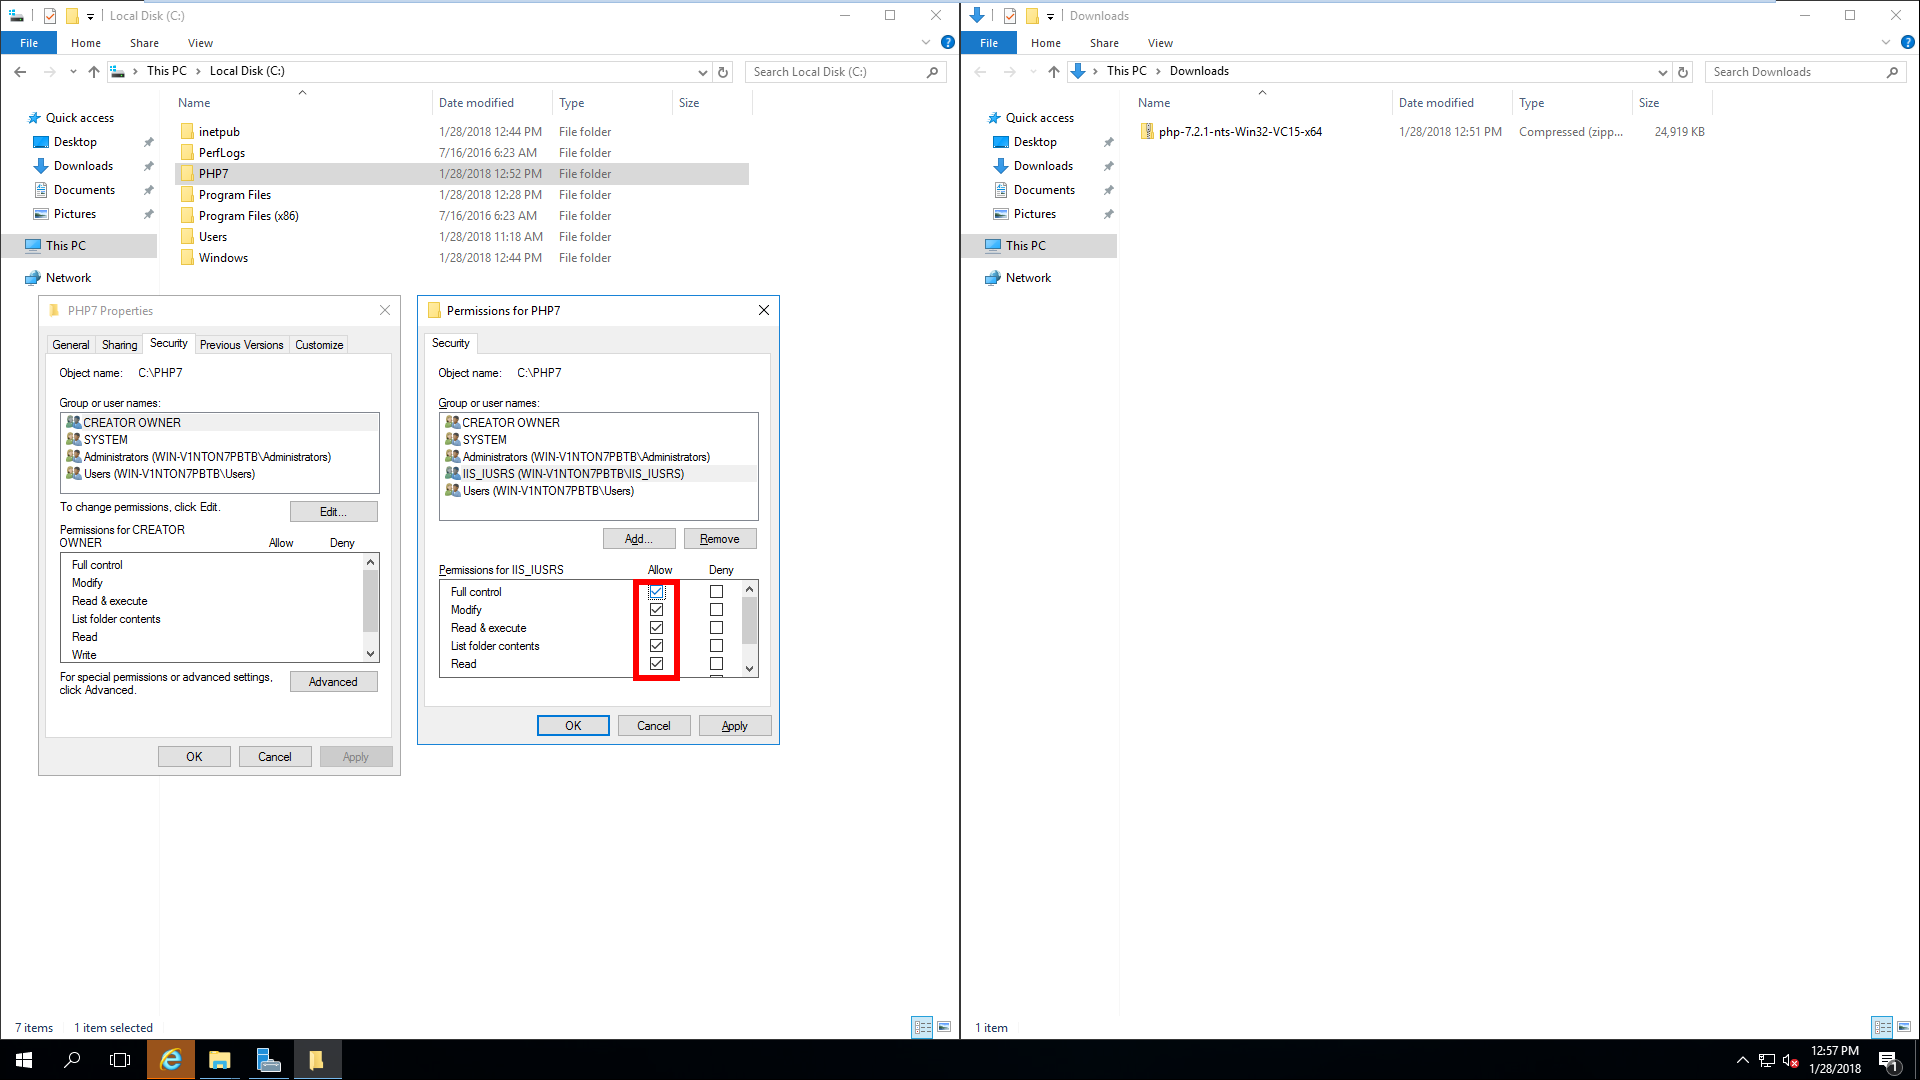 Local Disk (C:)
File Home Share View
This PC Local Disk (C:)
Search Local Disk (C:)
Name Date modified Type Size
Quick access
Desktop
Downloads
Documents
Pictures
This PC
Network
inetpub 1/28/2018 12:44 PM File folder
PerfLogs 7/16/2016 6:23 AM File folder
PHP7 1/28/2018 12:52 PM File folder
Program Files 1/28/2018 12:28 PM File folder
Program Files (x86) 7/16/2016 6:23 AM File folder
Users 1/28/2018 11:18 AM File folder
Windows 1/28/2018 12:44 PM File folder
PHP7 Properties
General Sharing Security Previous Versions Customize
Object name: C:\PHP7
Group or user names:
CREATOR OWNER
SYSTEM
Administrators (WIN-V1NTON7PBTB\Administrators)
Users (WIN-V1NTON7PBTB\Users)
To change permissions, click Edit.
Edit...
Permissions for CREATOR
OWNER Allow Deny
Full control
Modify
Read & execute
List folder contents
Read
Write
For special permissions or advanced settings,
click Advanced.
Advanced
OK Cancel Apply
Permissions for PHP7
Security
Object name: C:\PHP7
Group or user names:
CREATOR OWNER
SYSTEM
Administrators (WIN-V1NTON7PBTB\Administrators)
IIS_IUSRS (WIN-V1NTON7PBTB\IIS_IUSRS)
Users (WIN-V1NTON7PBTB\Users)
Add... Remove
Permissions for IIS_IUSRS Allow Deny
Full control
Modify
Read & execute
List folder contents
Read
OK Cancel Apply
7 items 1 item selected
Downloads
File Home Share View
This PC Downloads
Search Downloads
Name Date modified Type Size
Quick access
Desktop
Downloads
Documents
Pictures
This PC
Network
php-7.2.1-nts-Win32-VC15-x64 1/28/2018 12:51 PM Compressed (zipp... 24,919 KB
1 item
12:57 PM
1/28/2018
1